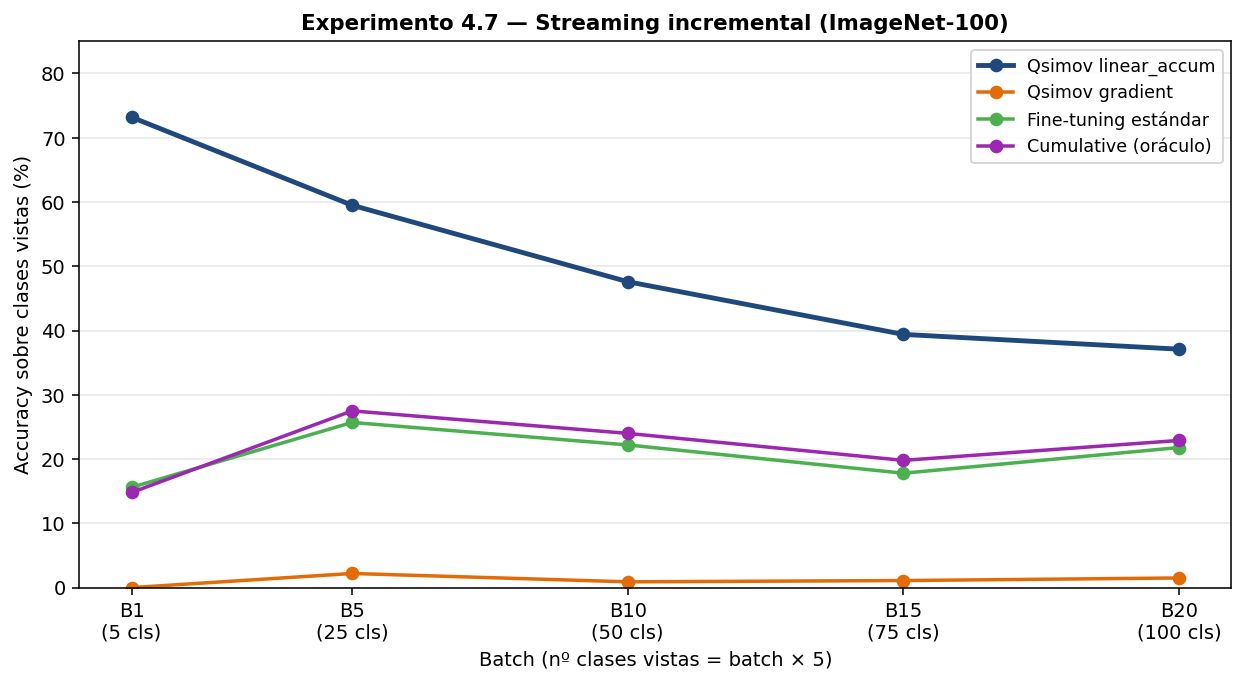 Experimento 4.7 — Streaming incremental (ImageNet-100)
Qsimov linear_accum
Qsimov gradient
Fine-tuning estándar
Cumulative (oráculo)
Accuracy sobre clases vistas (%)
80
70
60
50
40
30
20
10
0
B1 B5 B10 B15 B20
(5 cls) (25 cls) (50 cls) (75 cls) (100 cls)
Batch (nº clases vistas = batch × 5)